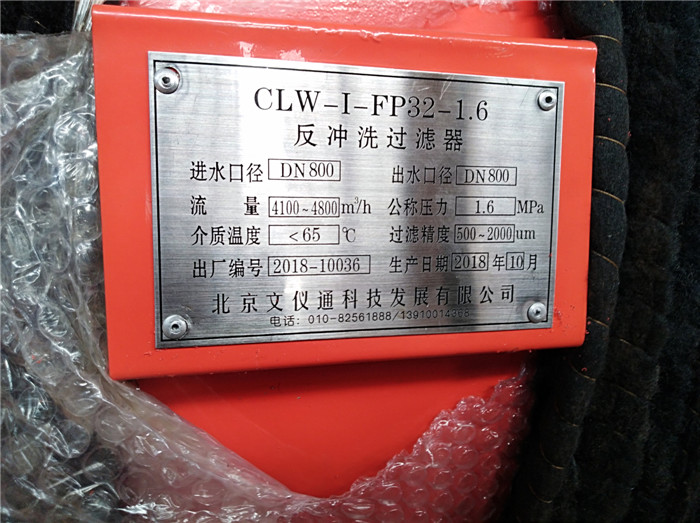 CLW-I-FP32-1.6
反冲洗过滤器
进水口径 DN800 出水口径 DN800
流 量 4100~4800 m³/h 公称压力 1.6 MPa
介质温度 <65 ℃ 过滤精度 500~2000 um
出厂编号 2018-10036 生产日期 2018 年 10 月
北京文仪通科技发展有限公司
电话: 010-82561888/